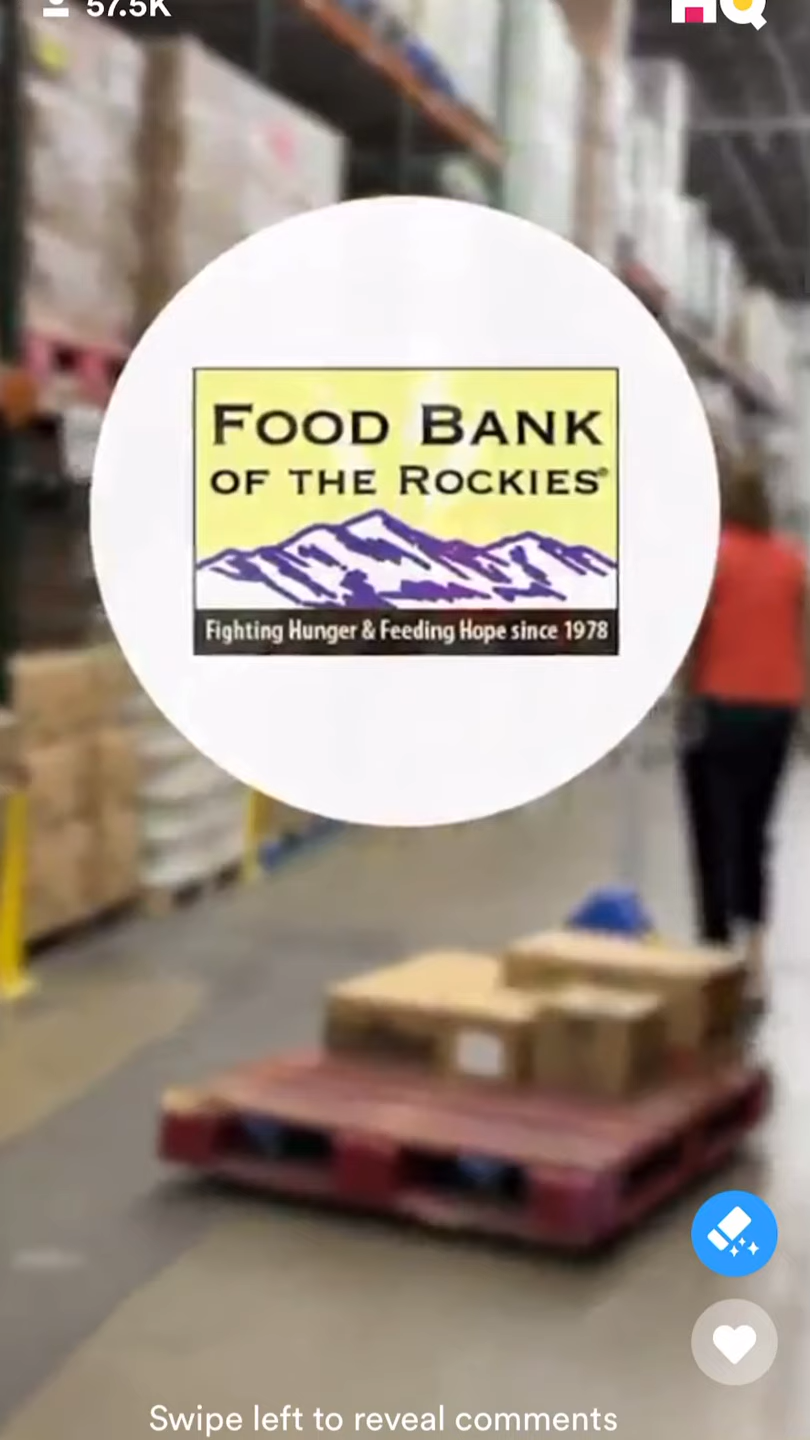 57.5K
HQ
FOOD BANK
OF THE ROCKIES®
Fighting Hunger & Feeding Hope since 1978
Swipe left to reveal comments